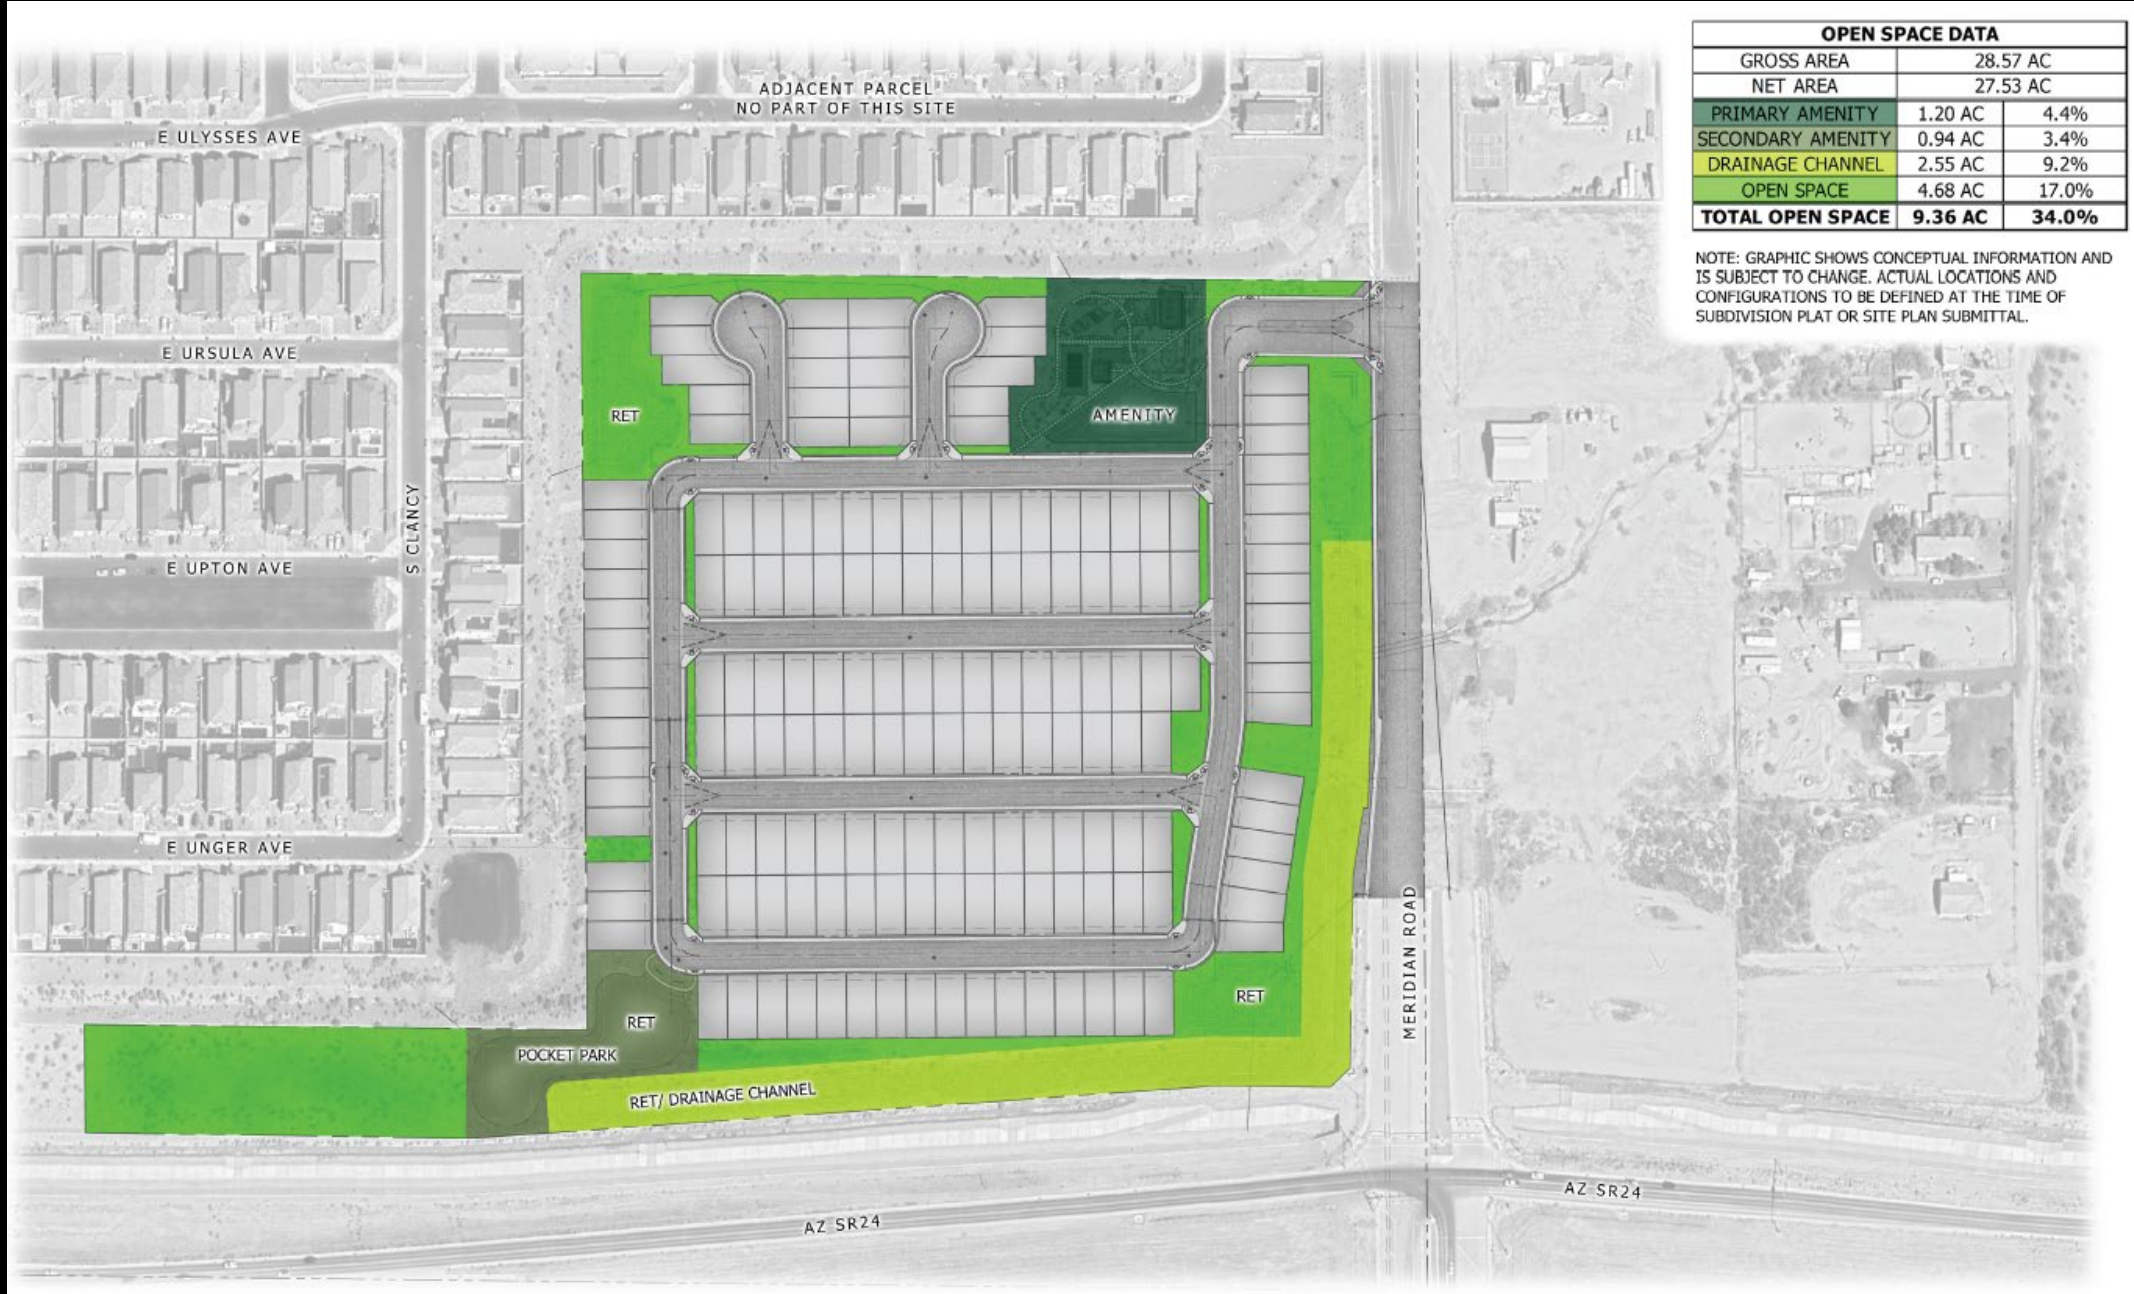 OPEN SPACE DATA
GROSS AREA 28.57 AC
NET AREA 27.53 AC
PRIMARY AMENITY 1.20 AC 4.4%
SECONDARY AMENITY 0.94 AC 3.4%
DRAINAGE CHANNEL 2.55 AC 9.2%
OPEN SPACE 4.68 AC 17.0%
TOTAL OPEN SPACE 9.36 AC 34.0%
NOTE: GRAPHIC SHOWS CONCEPTUAL INFORMATION AND
IS SUBJECT TO CHANGE. ACTUAL LOCATIONS AND
CONFIGURATIONS TO BE DEFINED AT THE TIME OF
SUBDIVISION PLAT OR SITE PLAN SUBMITTAL.
ADJACENT PARCEL
NO PART OF THIS SITE
E ULYSSES AVE
E URSULA AVE
RET
AMENITY
S CLANCY
E UPTON AVE
E UNGER AVE
MERIDIAN ROAD
RET
RET
POCKET PARK
RET/ DRAINAGE CHANNEL
AZ SR24
AZ SR24